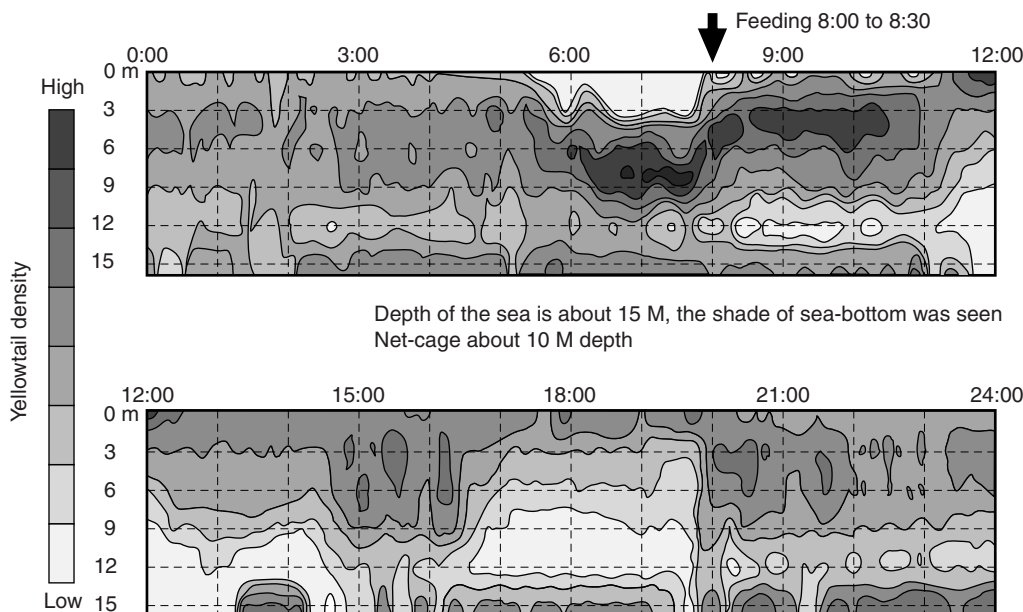 Feeding 8:00 to 8:30
0:00 3:00 6:00 9:00 12:00
High
0 m
3
6
9
12
15
Yellowtail density
Depth of the sea is about 15 M, the shade of sea-bottom was seen
Net-cage about 10 M depth
12:00 15:00 18:00 21:00 24:00
0 m
3
6
9
12
15
Low